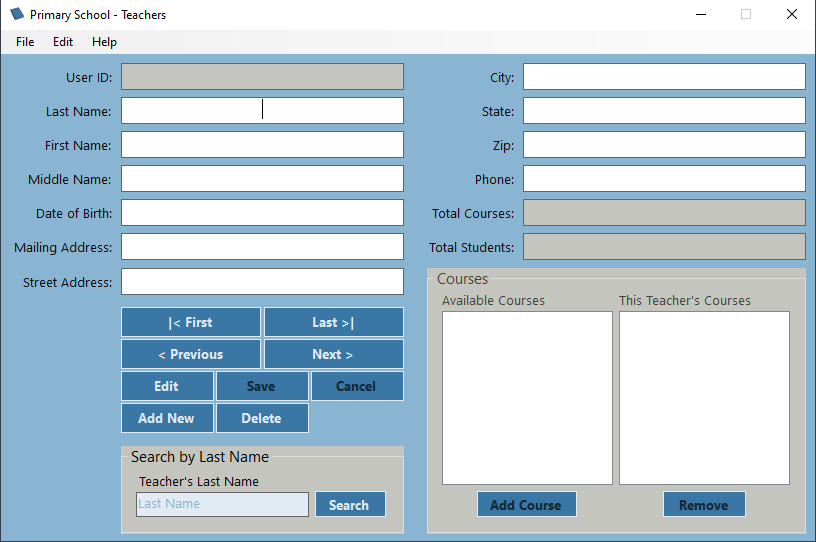 Primary School - Teachers
File Edit Help
User ID:
Last Name:
First Name:
Middle Name:
Date of Birth:
Mailing Address:
Street Address:
City:
State:
Zip:
Phone:
Total Courses:
Total Students:
|< First Last >|
< Previous Next >
Edit Save Cancel
Add New Delete
Search by Last Name
Teacher's Last Name
Last Name Search
Courses
Available Courses This Teacher's Courses
Add Course Remove